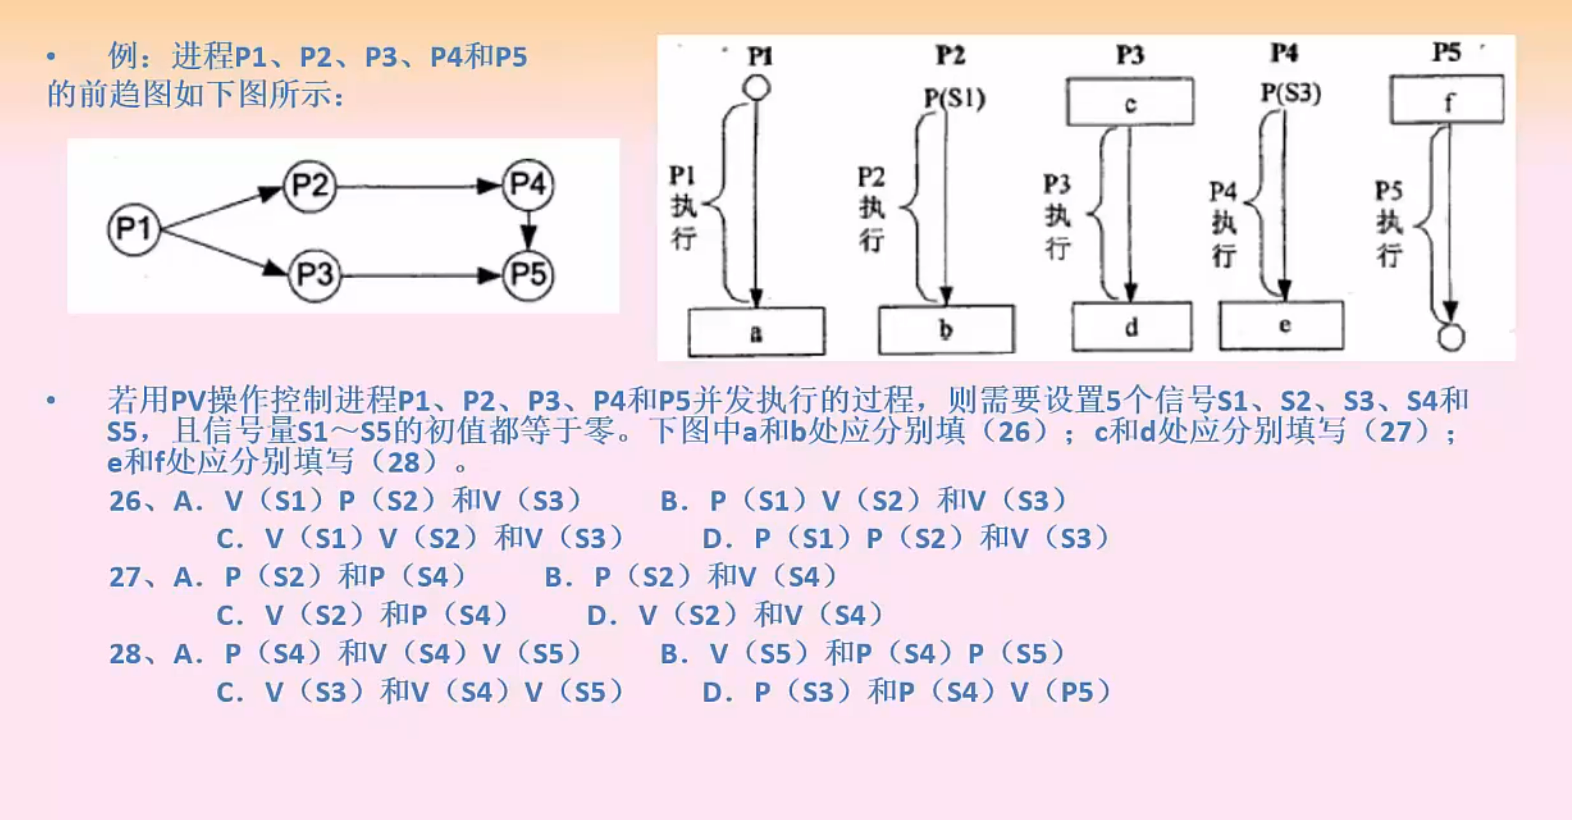 • 例：进程P1、P2、P3、P4和P5
的前趋图如下图所示：
P1
P2
P4
P3
P5
P1
P2
P3
P4
P5
P(S1)
c
P(S3)
f
P1
执
行
P2
执
行
P3
执
行
P4
执
行
P5
执
行
a
b
d
e
• 若用PV操作控制进程P1、P2、P3、P4和P5并发执行的过程，则需要设置5个信号S1、S2、S3、S4和
S5，且信号量S1～S5的初值都等于零。下图中a和b处应分别填（26）；c和d处应分别填写（27）；
e和f处应分别填写（28）。
26、A．V（S1）P（S2）和V（S3） B．P（S1）V（S2）和V（S3）
C．V（S1）V（S2）和V（S3） D．P（S1）P（S2）和V（S3）
27、A．P（S2）和P（S4） B．P（S2）和V（S4）
C．V（S2）和P（S4） D．V（S2）和V（S4）
28、A．P（S4）和V（S4）V（S5） B．V（S5）和P（S4）P（S5）
C．V（S3）和V（S4）V（S5） D．P（S3）和P（S4）V（P5）